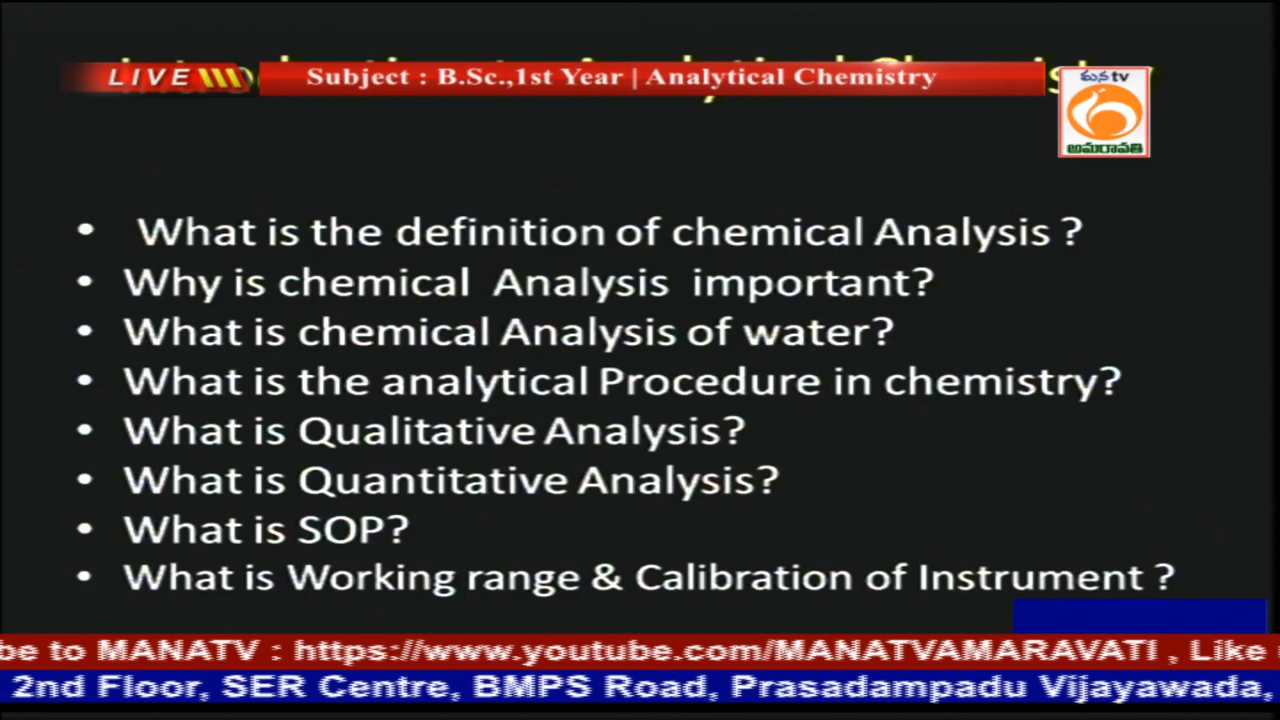 LIVE
Subject : B.Sc.,1st Year | Analytical Chemistry
మన tv
అమరావతి
• What is the definition of chemical Analysis ?
• Why is chemical Analysis important?
• What is chemical Analysis of water?
• What is the analytical Procedure in chemistry?
• What is Qualitative Analysis?
• What is Quantitative Analysis?
• What is SOP?
• What is Working range & Calibration of Instrument ?
be to MANATV : https://www.youtube.com/MANATVAMARAVATI , Like
2nd Floor, SER Centre, BMPS Road, Prasadampadu Vijayawada,